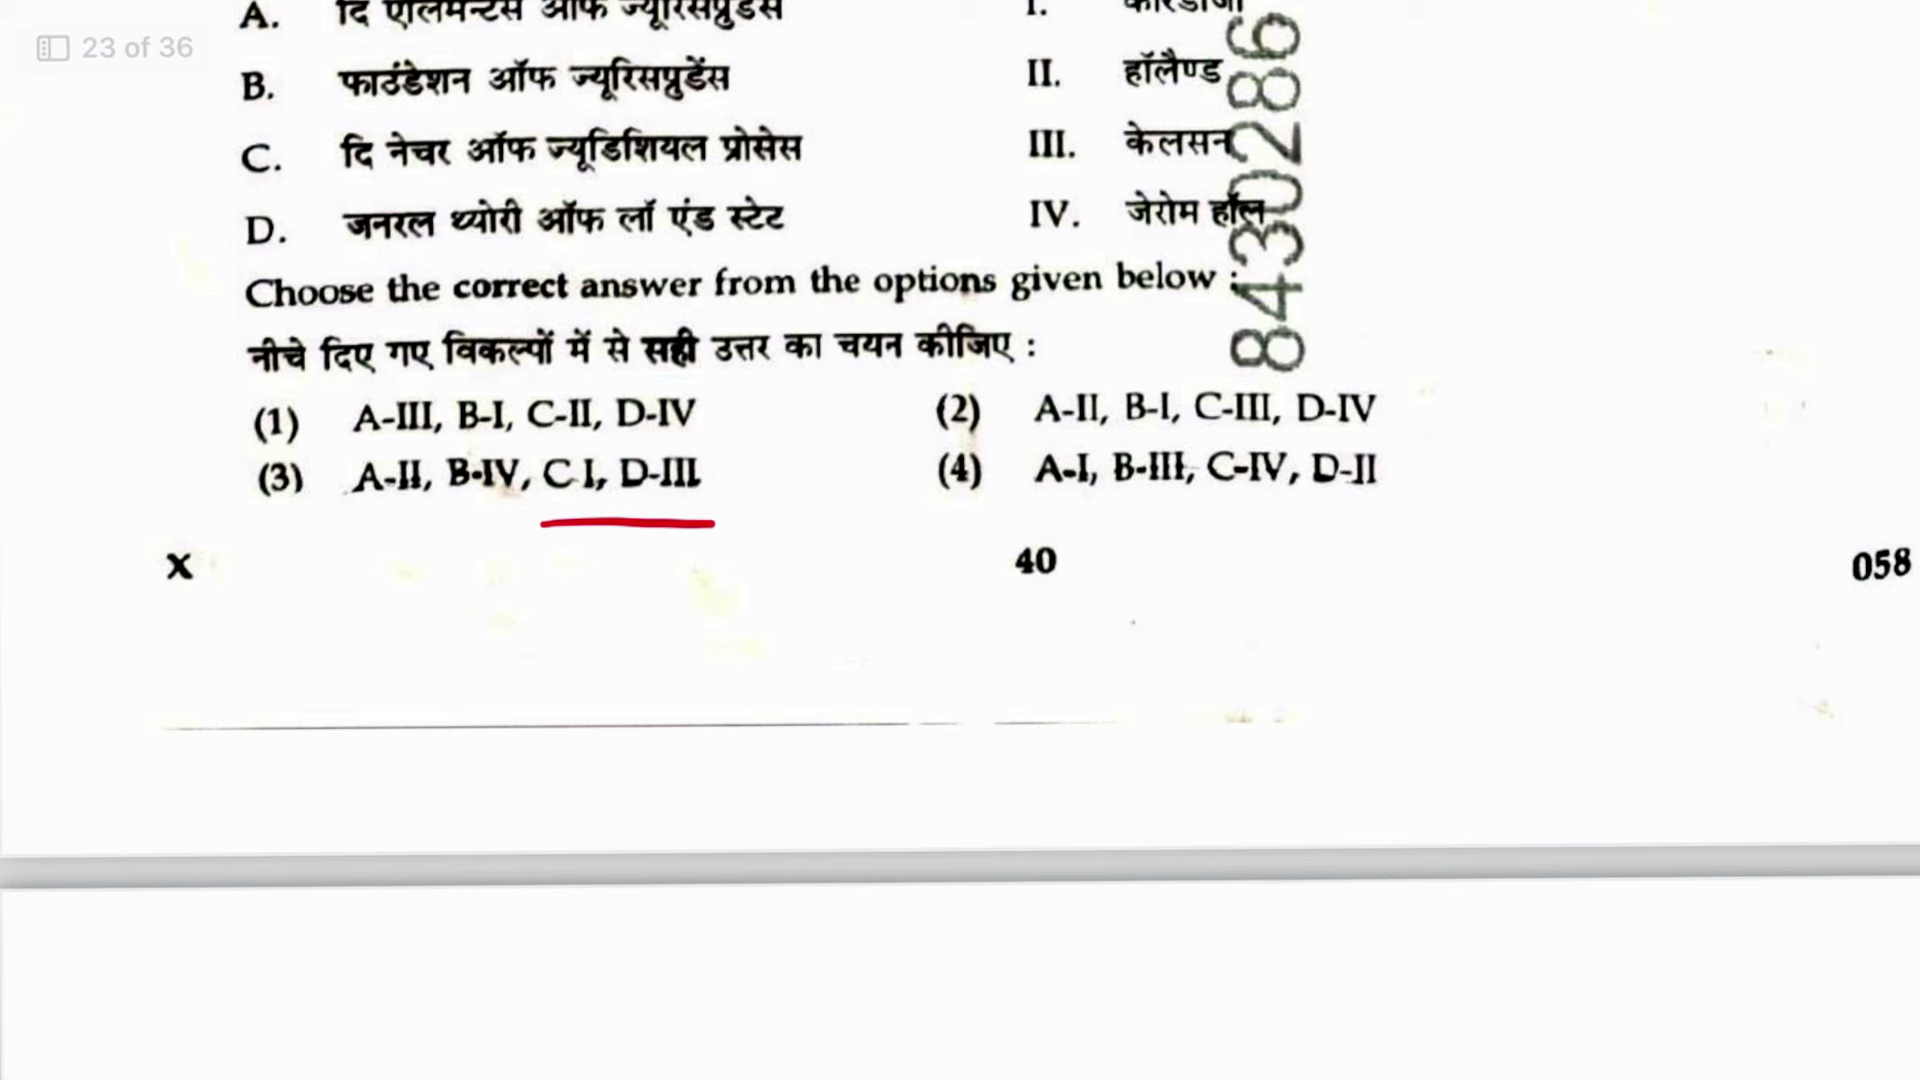 23 of 36
A. दि एलिमेन्टस ऑफ ज्यूरिसप्रुडेंस I. कारडोजो
B. फाउंडेशन ऑफ ज्यूरिसप्रुडेंस II. हॉलैण्ड
C. दि नेचर ऑफ ज्यूडिशियल प्रोसेस III. केलसन
D. जनरल थ्योरी ऑफ लॉ एंड स्टेट IV. जेरोम हॉल
8430286
Choose the correct answer from the options given below :
नीचे दिए गए विकल्पों में से सही उत्तर का चयन कीजिए :
(1) A-III, B-I, C-II, D-IV (2) A-II, B-I, C-III, D-IV
(3) A-II, B-IV, C I, D-III (4) A-I, B-III, C-IV, D-II
X 40 058